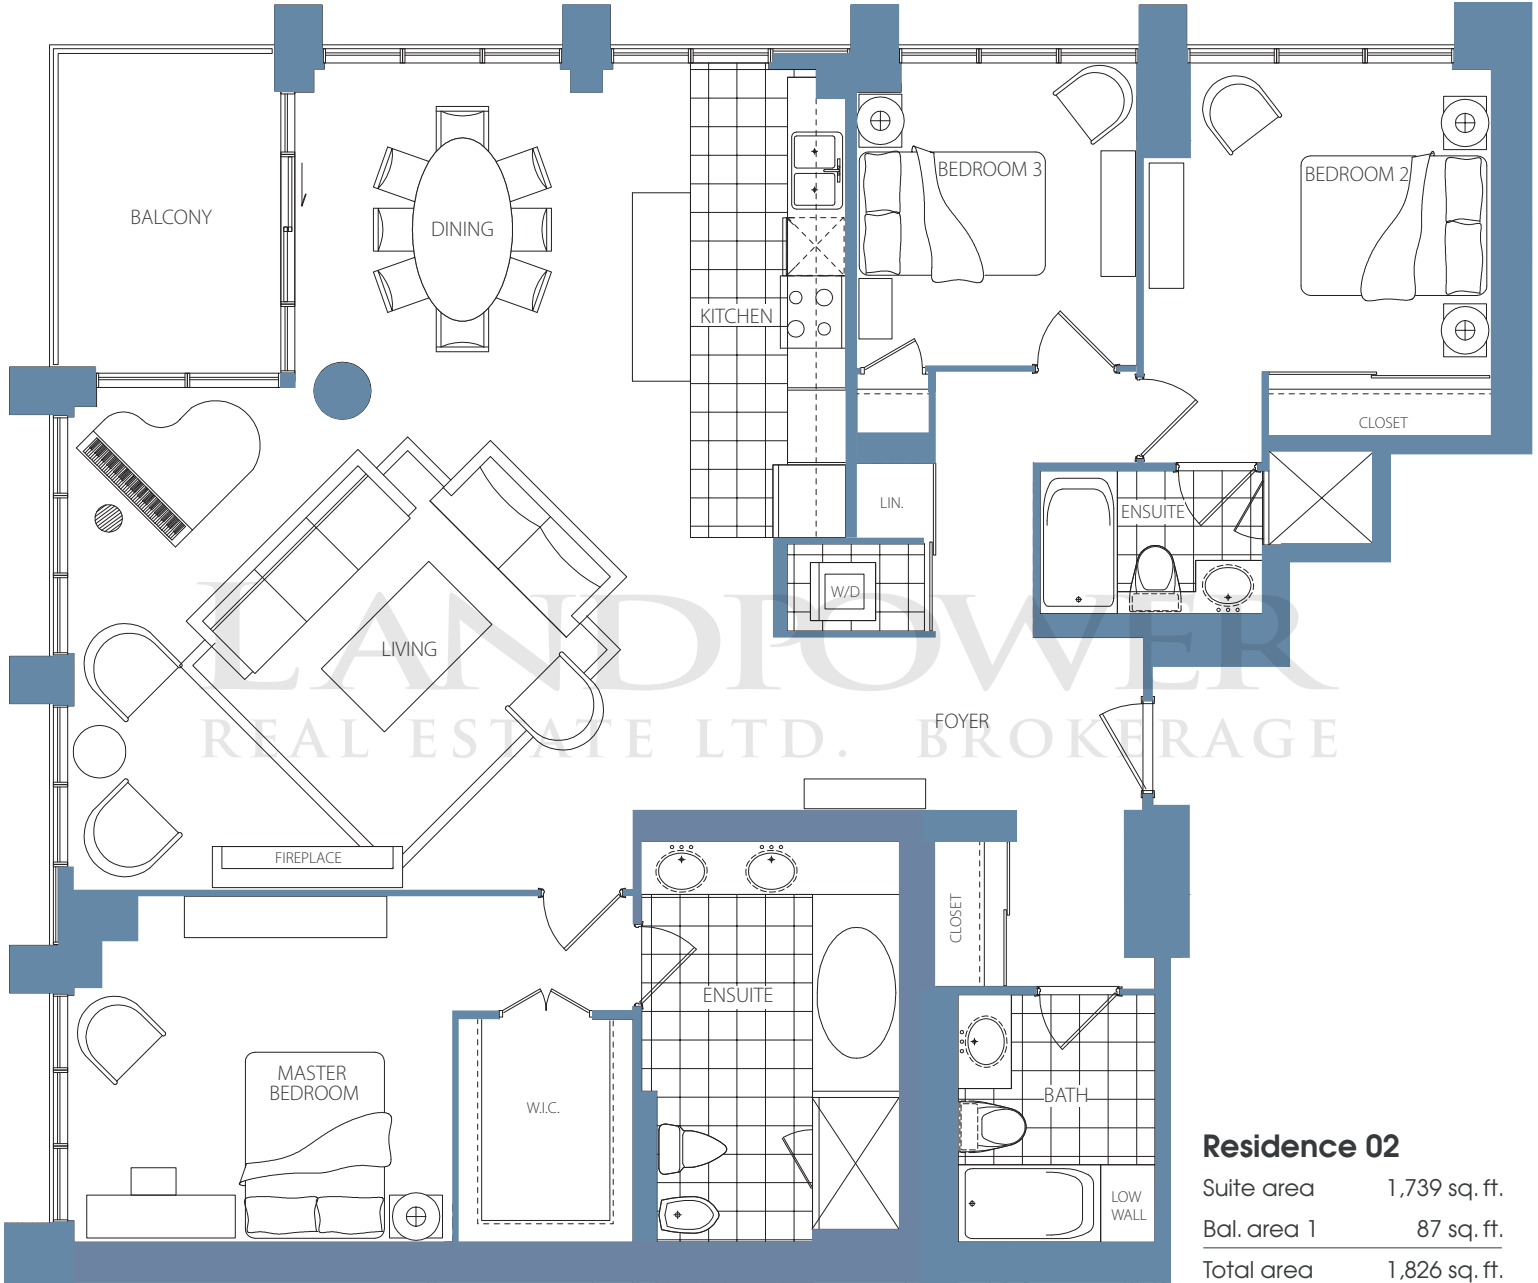 BALCONY
DINING
KITCHEN
BEDROOM 3
BEDROOM 2
CLOSET
LIN.
ENSUITE
W/D
LIVING
LANDPOWER
REAL ESTATE LTD. BROKERAGE
FOYER
FIREPLACE
CLOSET
ENSUITE
MASTER
BEDROOM
W.I.C.
BATH
LOW
WALL
Residence 02
Suite area 1,739 sq. ft.
Bal. area 1 87 sq. ft.
Total area 1,826 sq. ft.